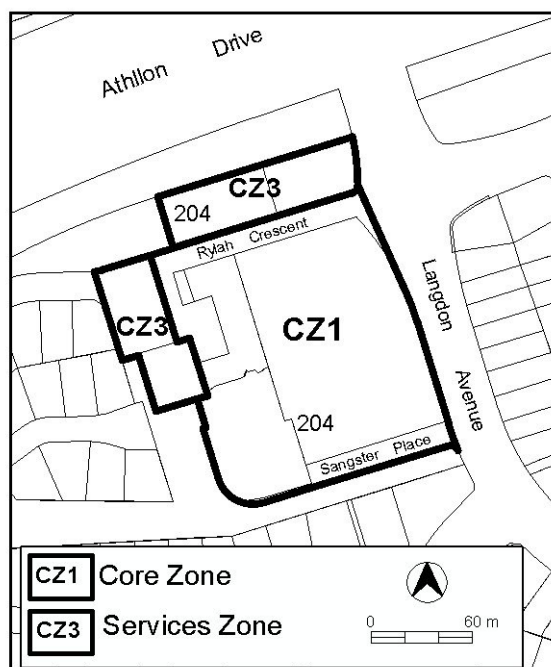 Athllon Drive
CZ3
204
Rylah Crescent
CZ3
CZ1
Langdon Avenue
204
Sangster Place
CZ1 Core Zone
CZ3 Services Zone
0 60 m